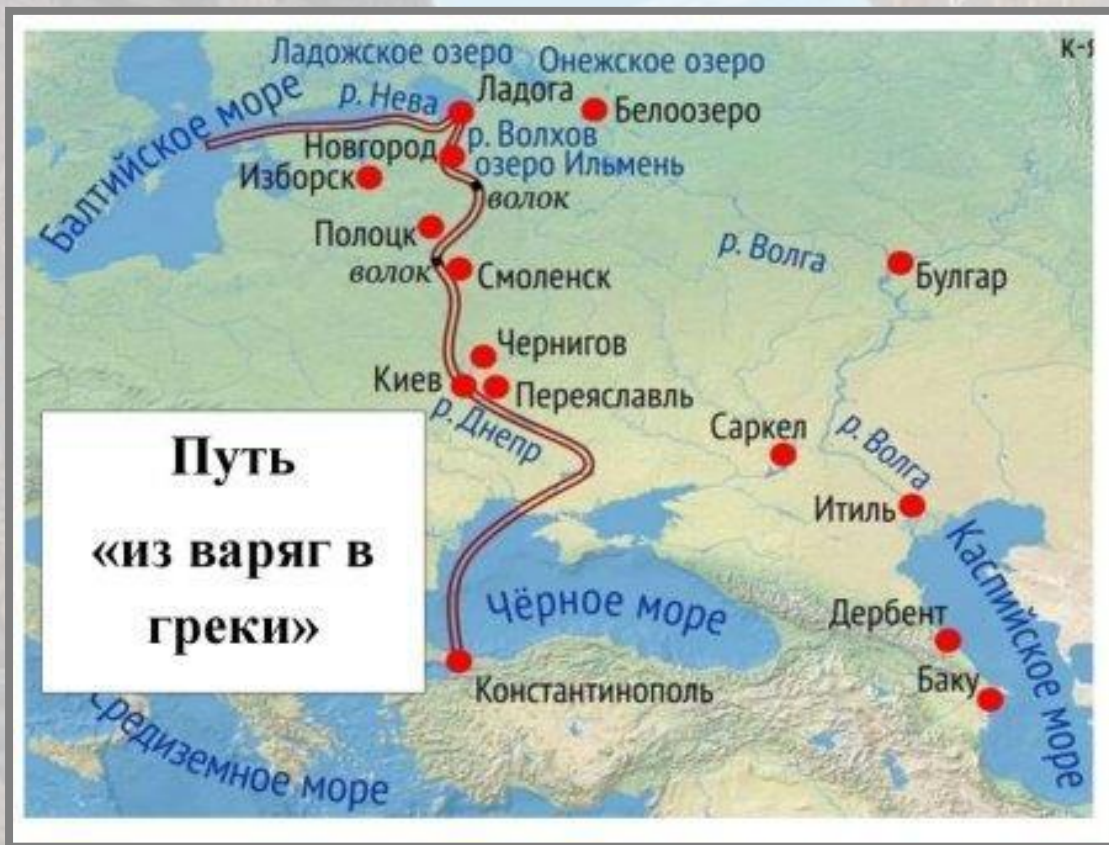 к-я
Ладожское озеро
Онежское озеро
Балтийское море
р. Нева
Ладога
Белоозеро
р. Волхов
Новгород
озеро Ильмень
Изборск
волок
Полоцк
р. Волга
волок
Смоленск
Булгар
Чернигов
Киев
Переяславль
р. Днепр
Саркел
р. Волга
Итиль
Путь
«из варяг в
греки»
Каспийское море
Чёрное море
Дербент
Баку
Константинополь
Средиземное море